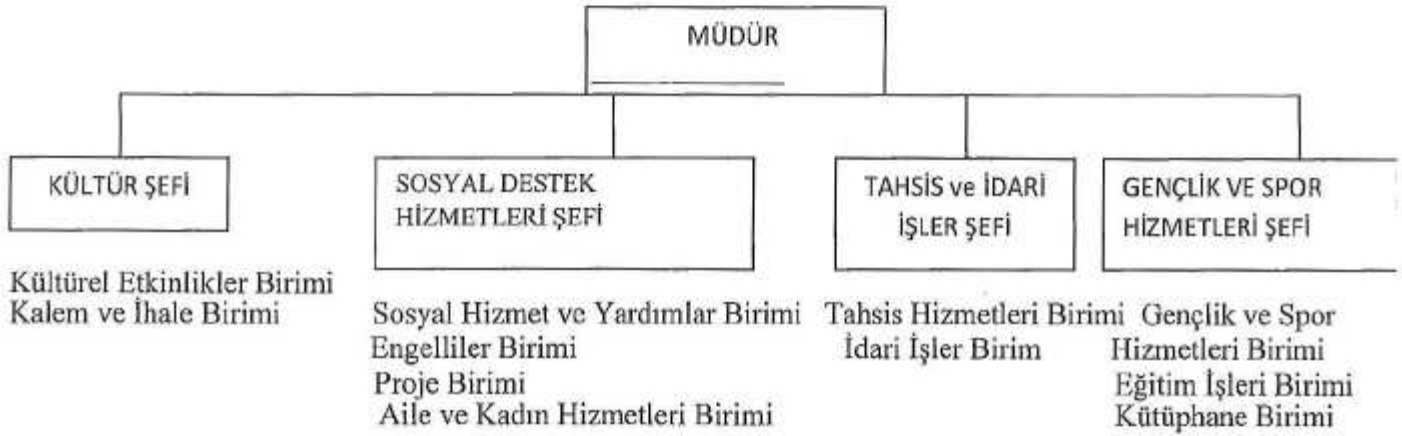 MÜDÜR
KÜLTÜR ŞEFİ
SOSYAL DESTEK
HİZMETLERİ ŞEFİ
TAHSİS ve İDARİ
İŞLER ŞEFİ
GENÇLİK VE SPOR
HİZMETLERİ ŞEFİ
Kültürel Etkinlikler Birimi
Kalem ve İhale Birimi
Sosyal Hizmet ve Yardımlar Birimi
Engelliler Birimi
Proje Birimi
Aile ve Kadın Hizmetleri Birimi
Tahsis Hizmetleri Birimi
İdari İşler Birim
Gençlik ve Spor
Hizmetleri Birimi
Eğitim İşleri Birimi
Kütüphane Birimi